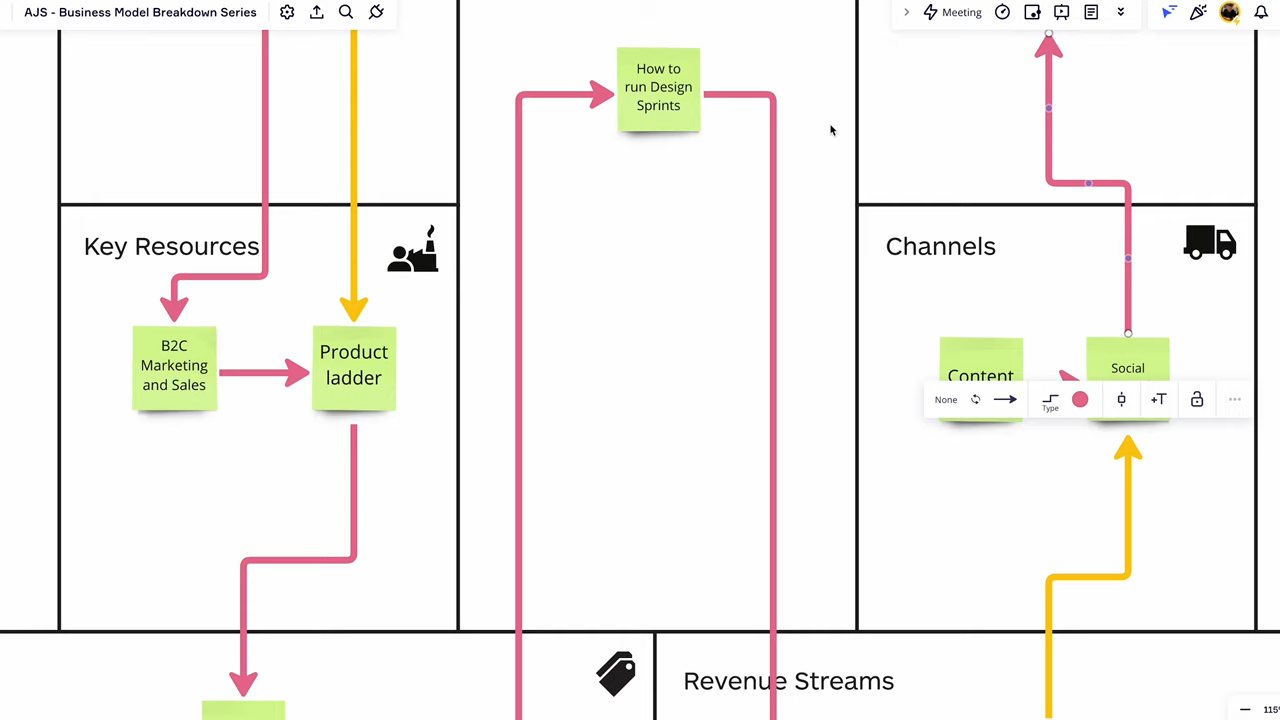 AJS - Business Model Breakdown Series
Meeting
How to
run Design
Sprints
Key Resources
Channels
B2C
Marketing
and Sales
Product
ladder
Content
Social
None
Type
+T
Revenue Streams
115%